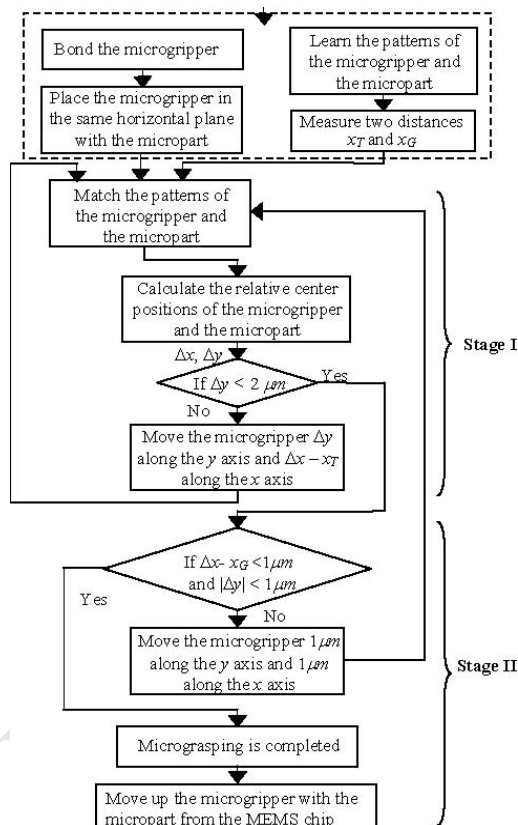 Bond the microgripper
Place the microgripper in
the same horizontal plane
with the micropart
Learn the patterns of
the microgripper and
the micropart
Measure two distances
x_T and x_G
Match the patterns of
the microgripper and
the micropart
Calculate the relative center
positions of the microgripper
and the micropart
Δx, Δy
If Δy < 2 μm
Yes
No
Move the microgripper Δy
along the y axis and Δx – x_T
along the x axis
Stage I
If Δx- x_G <1μm
and |Δy| < 1μm
Yes
No
Move the microgripper 1μm
along the y axis and 1μm
along the x axis
Stage II
Micrograsping is completed
Move up the microgripper with the
micropart from the MEMS chip